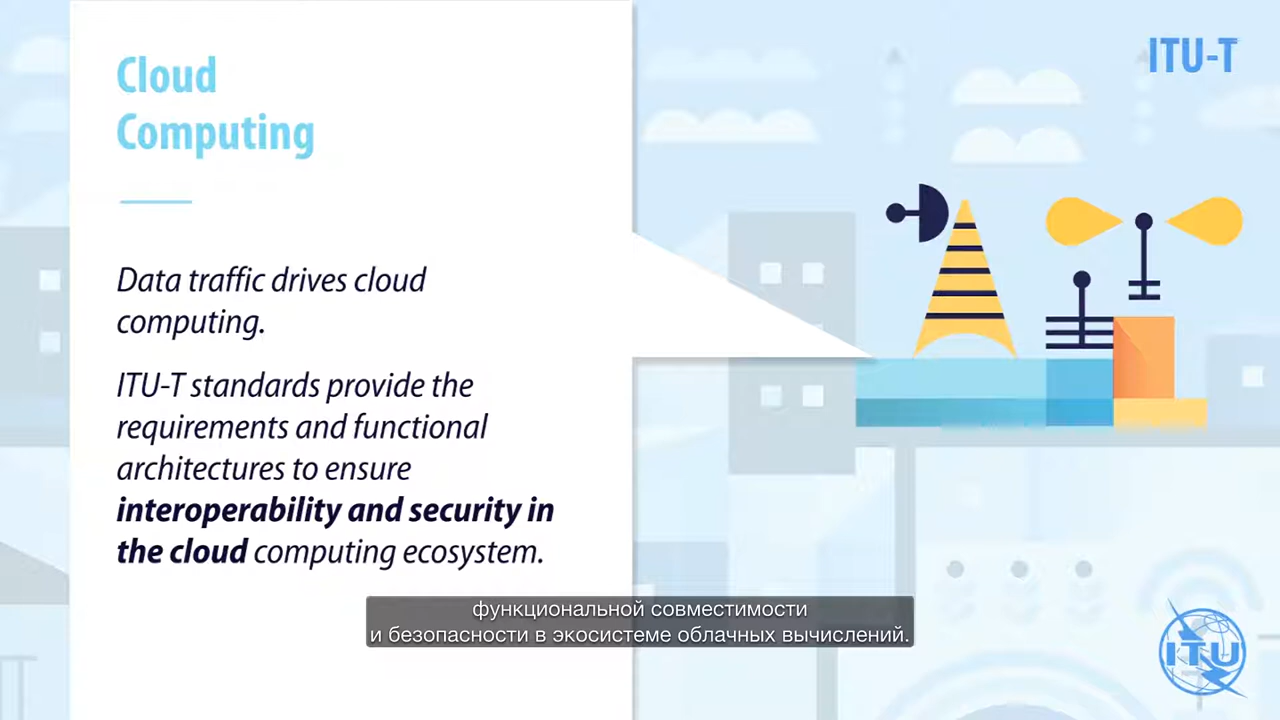 Cloud
Computing
ITU-T
Data traffic drives cloud
computing.
ITU-T standards provide the
requirements and functional
architectures to ensure
interoperability and security in
the cloud computing ecosystem.
функциональной совместимости
и безопасности в экосистеме облачных вычислений.
ITU